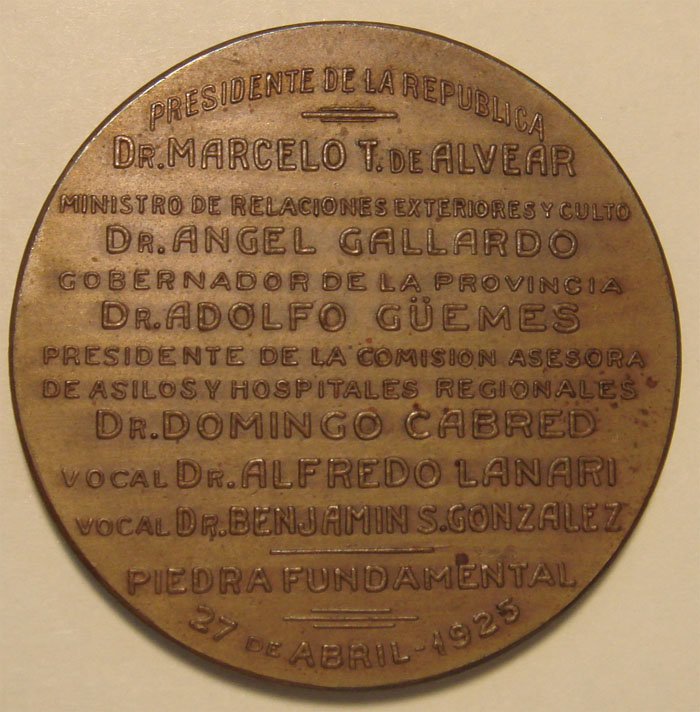 PRESIDENTE DE LA REPUBLICA
DR. MARCELO T. DE ALVEAR
MINISTRO DE RELACIONES EXTERIORES Y CULTO
DR. ANGEL GALLARDO
GOBERNADOR DE LA PROVINCIA
DR. ADOLFO GÜEMES
PRESIDENTE DE LA COMISION ASESORA
DE ASILOS Y HOSPITALES REGIONALES
DR. DOMINGO CABRED
VOCAL DR. ALFREDO LANARI
VOCAL DR. BENJAMIN S. GONZALEZ
PIEDRA FUNDAMENTAL
27 DE ABRIL - 1925